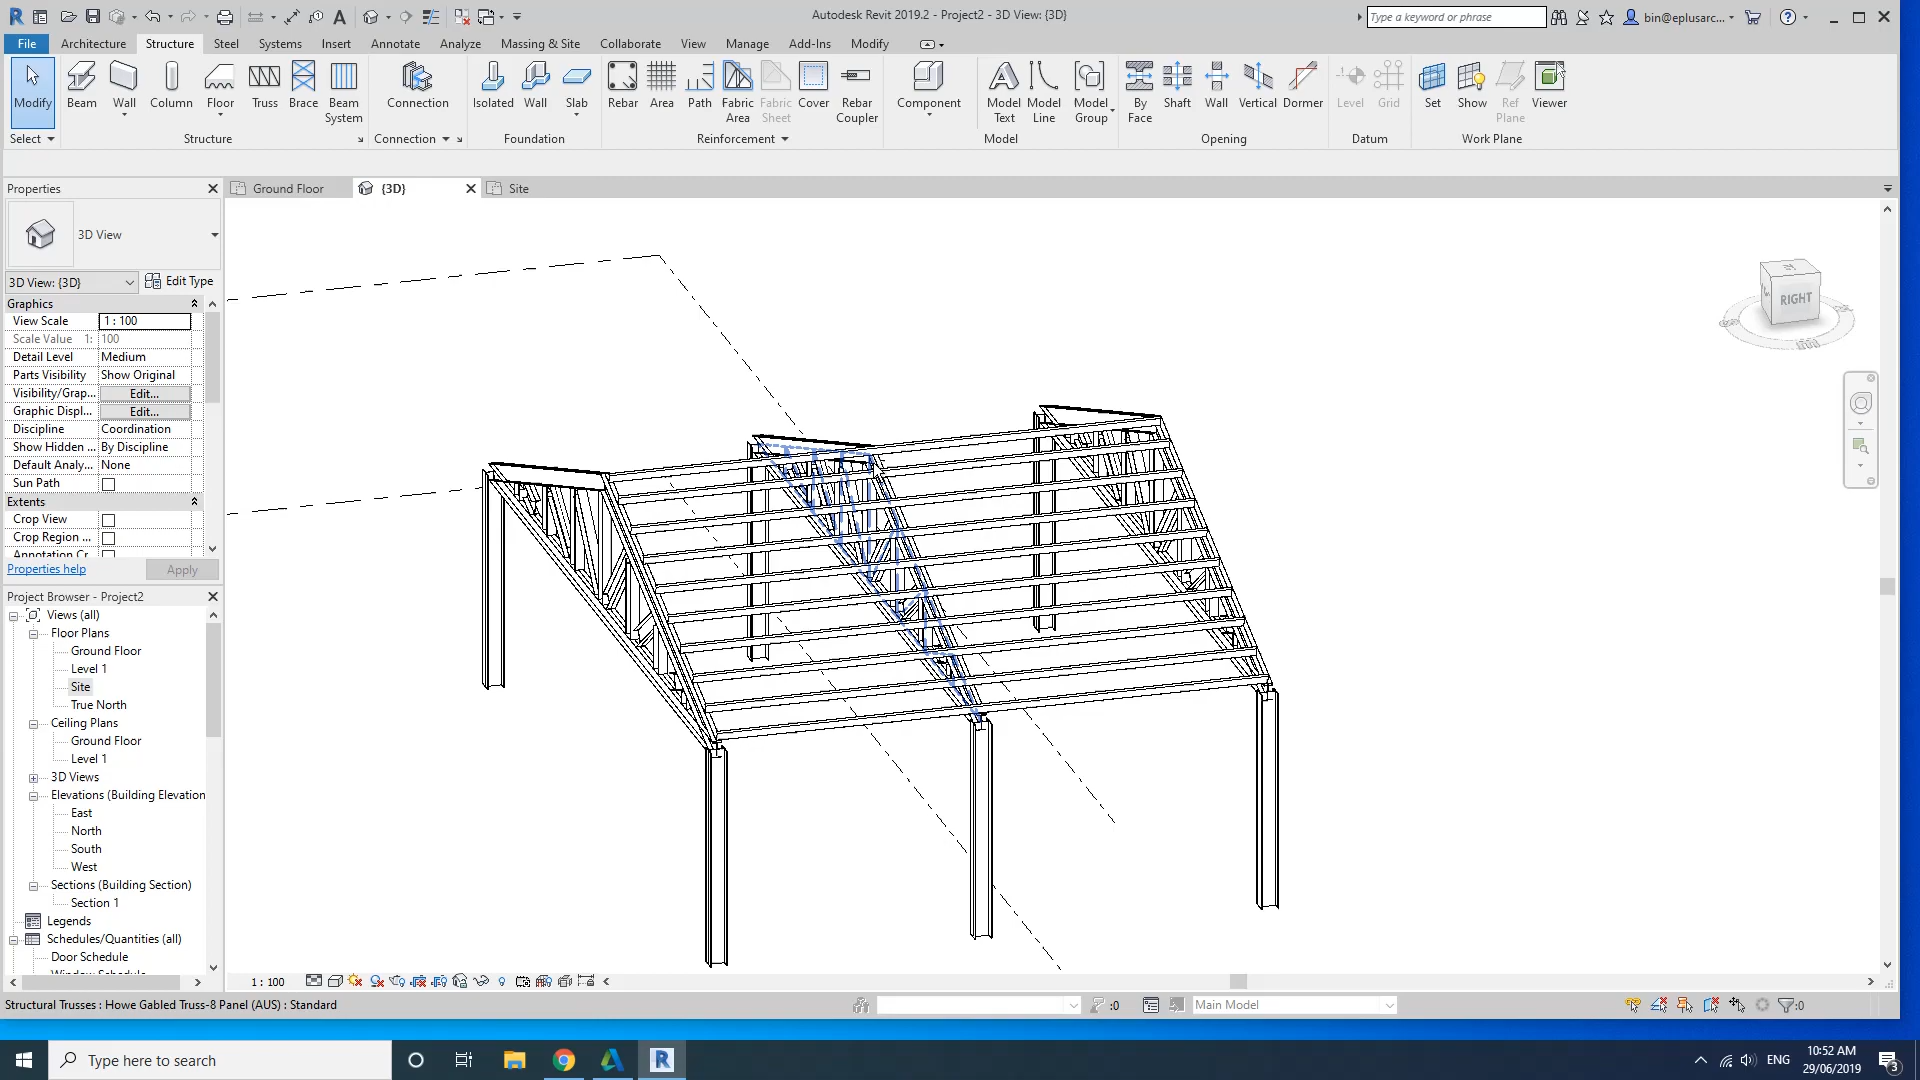 Autodesk Revit 2019.2 - Project2 - 3D View: {3D}
Type a keyword or phrase
bin@eplusarc...
File Architecture Structure Steel Systems Insert Annotate Analyze Massing & Site Collaborate View Manage Add-Ins Modify
Modify Beam Wall Column Floor Truss Brace Beam System Connection Isolated Wall Slab Rebar Area Path Fabric Area Fabric Sheet Cover Rebar Coupler Component Model Text Model Line Model Group By Face Shaft Wall Vertical Dormer Level Grid Set Show Ref Plane Viewer
Select Structure Connection Foundation Reinforcement Model Opening Datum Work Plane
Properties
Ground Floor {3D} Site
3D View
3D View: {3D} Edit Type
Graphics
View Scale 1 : 100
Scale Value 1: 100
Detail Level Medium
Parts Visibility Show Original
Visibility/Grap... Edit...
Graphic Displ... Edit...
Discipline Coordination
Show Hidden ... By Discipline
Default Analy... None
Sun Path
Extents
Crop View
Crop Region ...
Annotation Cr
Properties help Apply
RIGHT
Project Browser - Project2
Views (all)
Floor Plans
Ground Floor
Level 1
Site
True North
Ceiling Plans
Ground Floor
Level 1
3D Views
Elevations (Building Elevation
East
North
South
West
Sections (Building Section)
Section 1
Legends
Schedules/Quantities (all)
Door Schedule
Window Schedule
1 : 100
Structural Trusses : Howe Gabled Truss-8 Panel (AUS) : Standard
:0
Main Model
:0
Type here to search
ENG
10:52 AM
29/06/2019
3